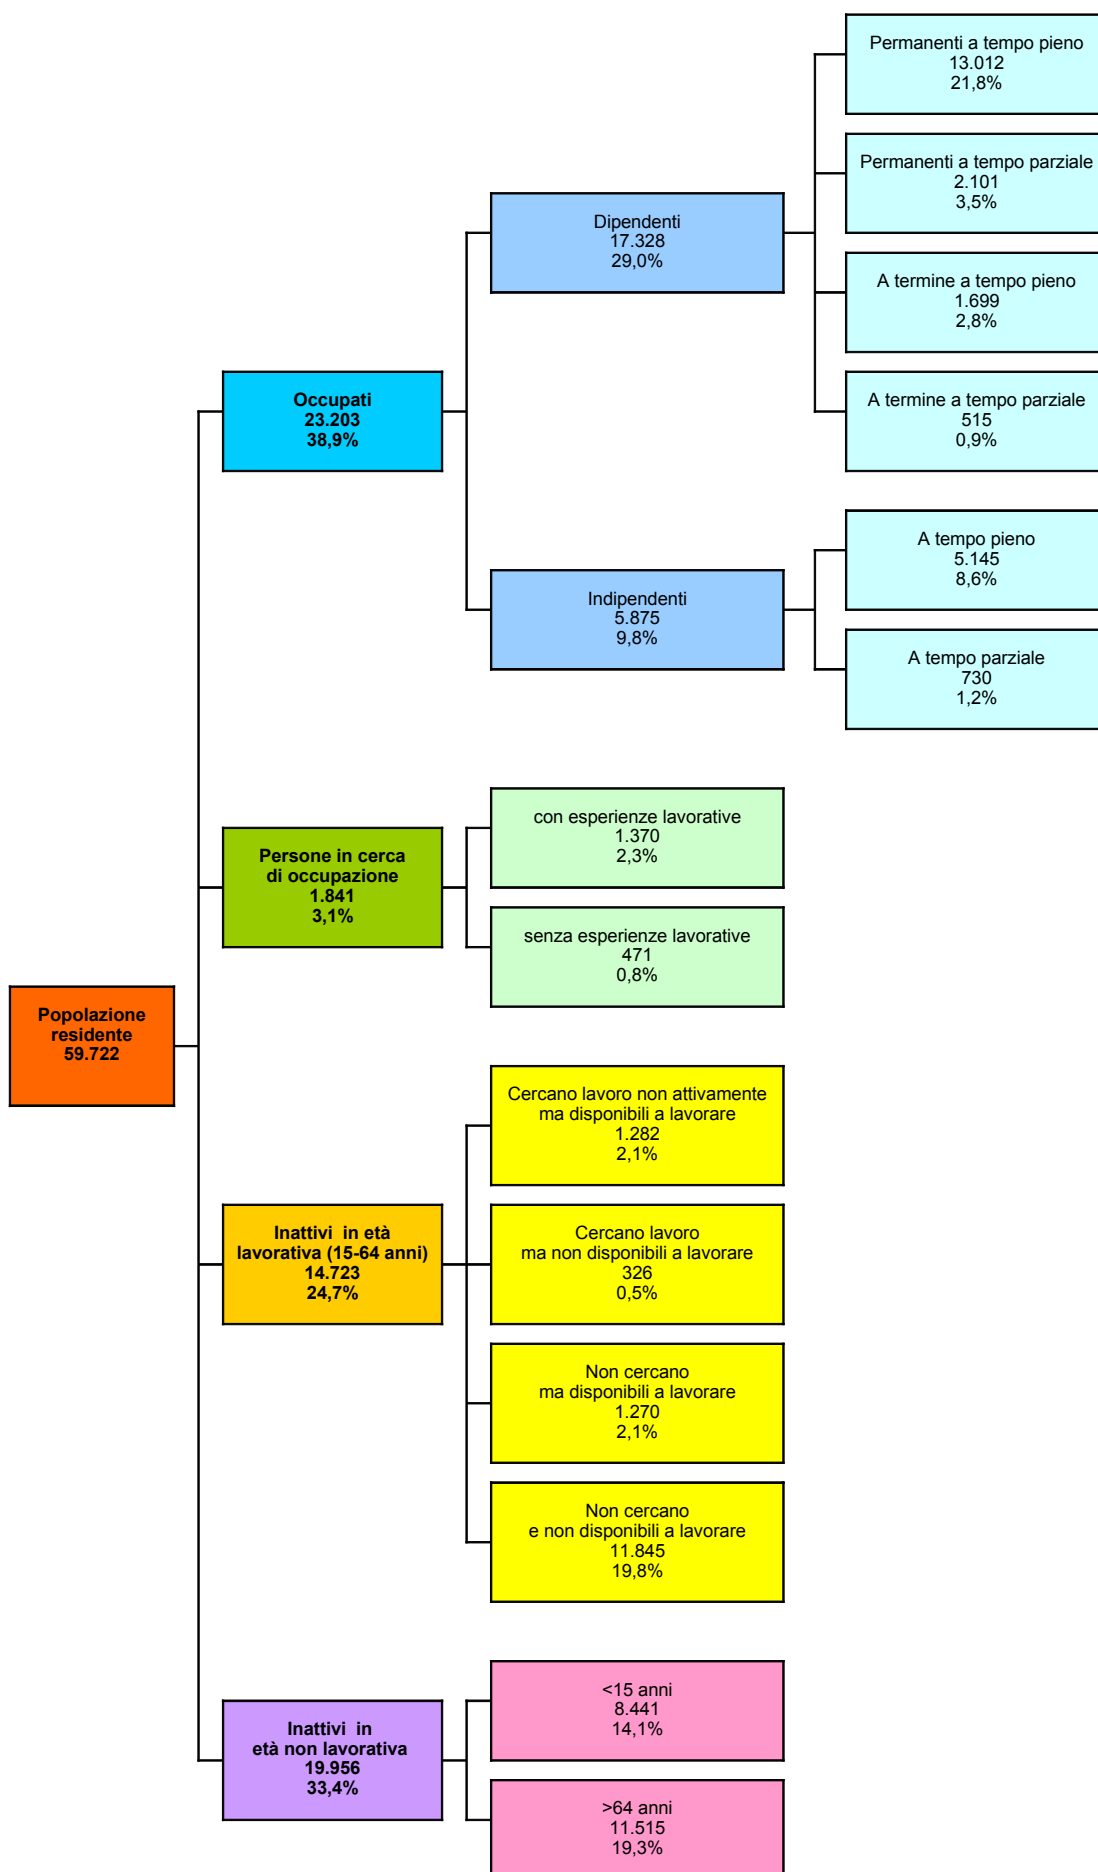 Popolazione
residente
59.722
Occupati
23.203
38,9%
Dipendenti
17.328
29,0%
Permanenti a tempo pieno
13.012
21,8%
Permanenti a tempo parziale
2.101
3,5%
A termine a tempo pieno
1.699
2,8%
A termine a tempo parziale
515
0,9%
Indipendenti
5.875
9,8%
A tempo pieno
5.145
8,6%
A tempo parziale
730
1,2%
Persone in cerca
di occupazione
1.841
3,1%
con esperienze lavorative
1.370
2,3%
senza esperienze lavorative
471
0,8%
Inattivi in età
lavorativa (15-64 anni)
14.723
24,7%
Cercano lavoro non attivamente
ma disponibili a lavorare
1.282
2,1%
Cercano lavoro
ma non disponibili a lavorare
326
0,5%
Non cercano
ma disponibili a lavorare
1.270
2,1%
Non cercano
e non disponibili a lavorare
11.845
19,8%
Inattivi in
età non lavorativa
19.956
33,4%
<15 anni
8.441
14,1%
>64 anni
11.515
19,3%